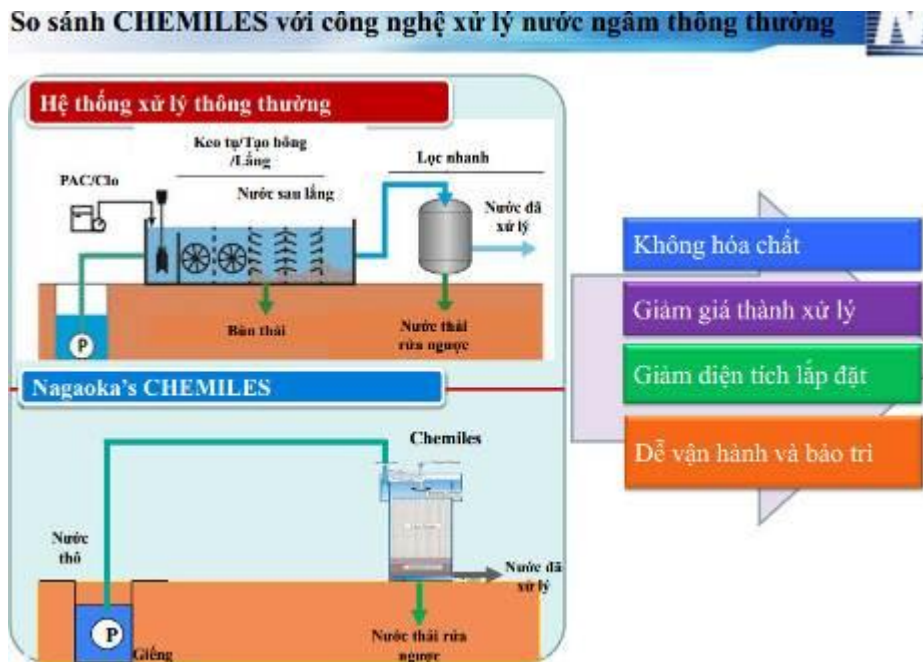 So sánh CHEMILES với công nghệ xử lý nước ngầm thông thường
Hệ thống xử lý thông thường
Keo tụ/Tạo bông
/Lắng
Lọc nhanh
PAC/Clo
Nước sau lắng
Nước đã
xử lý
P
Bùn thải
Nước thải
rửa ngược
Nagaoka's CHEMILES
Chemiles
Nước
thô
P
Giếng
Nước đã
xử lý
Nước thải rửa
ngược
Không hóa chất
Giảm giá thành xử lý
Giảm diện tích lắp đặt
Dễ vận hành và bảo trì